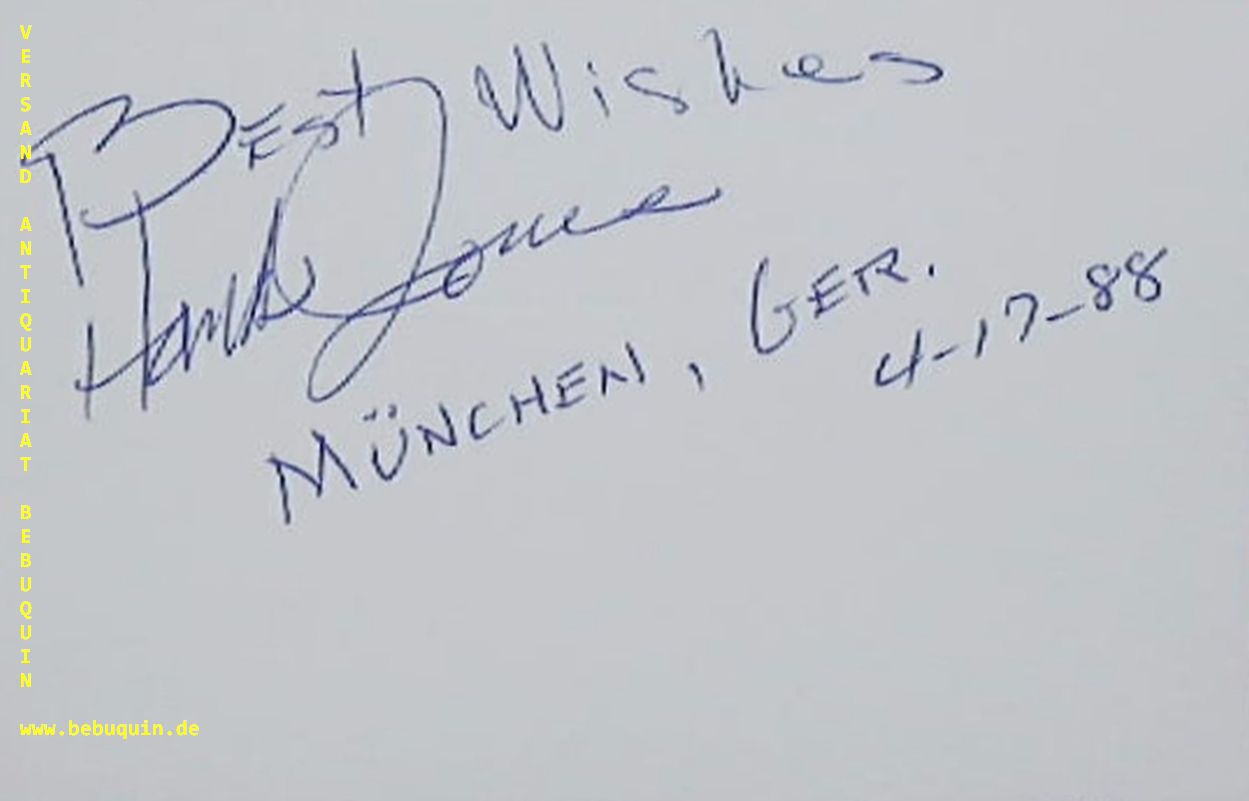 Best Wishes
Hank Jones
MÜNCHEN, GER.
4-17-88
VERSAND ANTIQUARIAT BEBUQUIN
www.bebuquin.de